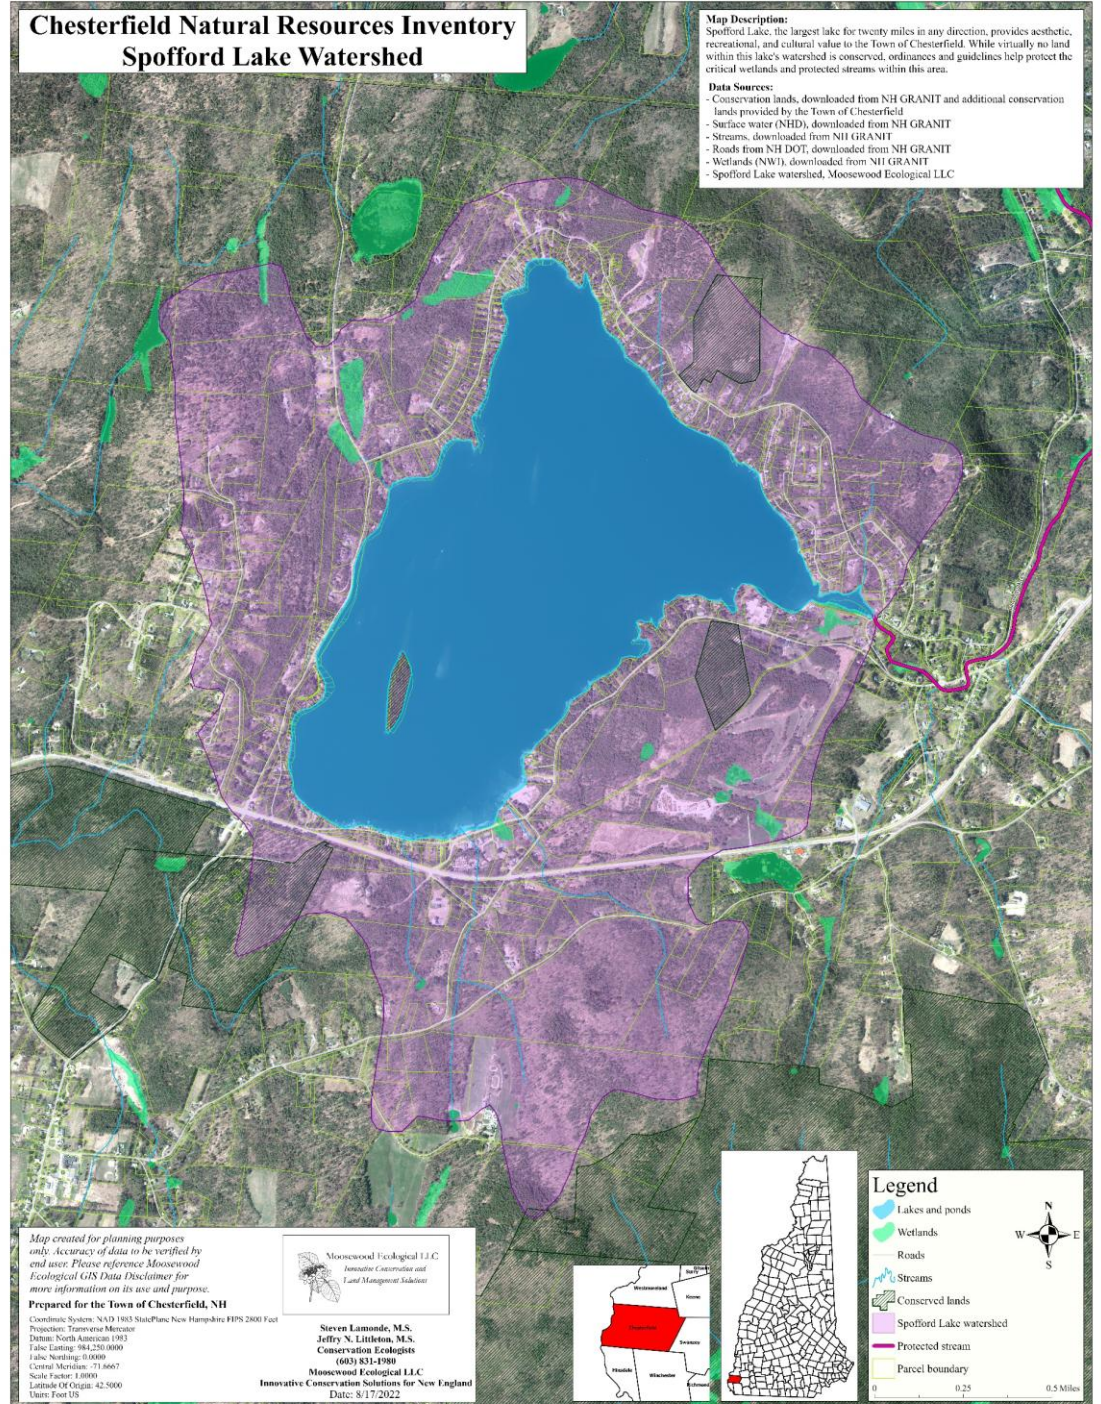 Chesterfield Natural Resources Inventory
Spofford Lake Watershed
Map Description:
Spofford Lake, the largest lake for twenty miles in any direction, provides aesthetic,
recreational, and cultural value to the Town of Chesterfield. While virtually no land
within this lake's watershed is conserved, ordinances and guidelines help protect the
critical wetlands and protected streams within this area.
Data Sources:
- Conservation lands, downloaded from NH GRANIT and additional conservation
lands provided by the Town of Chesterfield
- Surface water (NHD), downloaded from NH GRANIT
- Streams, downloaded from NH GRANIT
- Roads from NH DOT, downloaded from NH GRANIT
- Wetlands (NWI), downloaded from NH GRANIT
- Spofford Lake watershed, Moosewood Ecological LLC
Map created for planning purposes
only. Accuracy of data to be verified by
end user. Please reference Moosewood
Ecological GIS Data Disclaimer for
more information on its use and purpose.
Prepared for the Town of Chesterfield, NH
Coordinate System: NAD 1983 StatePlane New Hampshire FIPS 2800 Feet
Projection: Transverse Mercator
Datum: North American 1983
False Easting: 984,250.0000
False Northing: 0.0000
Central Meridian: -71.6667
Scale Factor: 1.0000
Latitude Of Origin: 42.5000
Units: Foot US
Moosewood Ecological LLC
Innovative Conservation and
Land Management Solutions
Steven Lamonde, M.S.
Jeffry N. Littleton, M.S.
Conservation Ecologists
(603) 831-1980
Moosewood Ecological LLC
Innovative Conservation Solutions for New England
Date: 8/17/2022
Westmoreland
Surry
Keene
Chesterfield
Swanzey
Hinsdale
Winchester
Richmond
Legend
Lakes and ponds
Wetlands
Roads
Streams
Conserved lands
Spofford Lake watershed
Protected stream
Parcel boundary
N
W
E
S
0
0.25
0.5 Miles